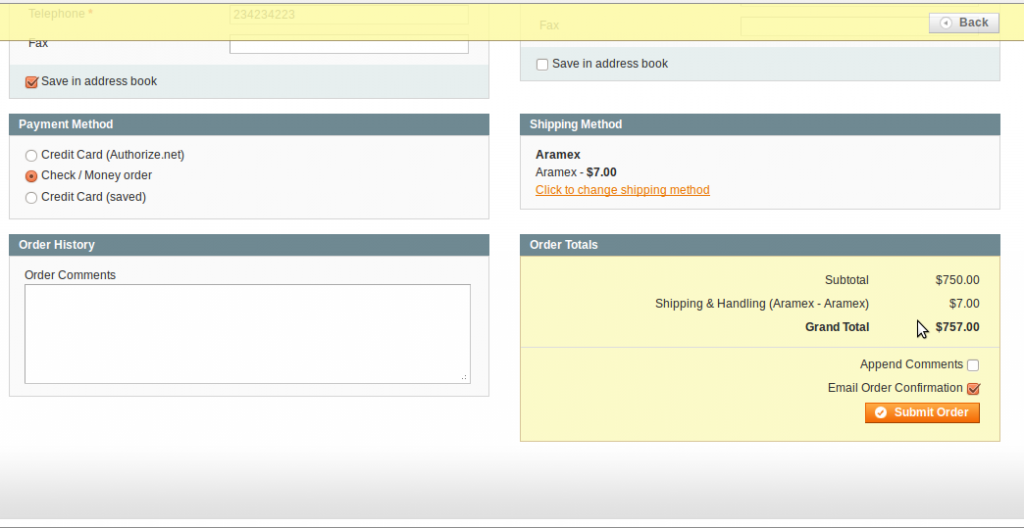 Telephone *
234234223
Fax
Back
Fax
Save in address book
Save in address book
Payment Method
Credit Card (Authorize.net)
Check / Money order
Credit Card (saved)
Shipping Method
Aramex
Aramex - $7.00
Click to change shipping method
Order History
Order Comments
Order Totals
Subtotal $750.00
Shipping & Handling (Aramex - Aramex) $7.00
Grand Total $757.00
Append Comments
Email Order Confirmation
Submit Order